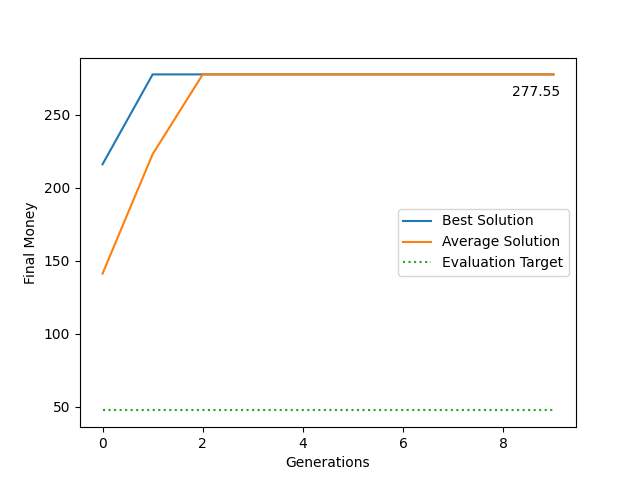 277.55
Final Money
250
200
150
100
50
Best Solution
Average Solution
Evaluation Target
0
2
4
6
8
Generations